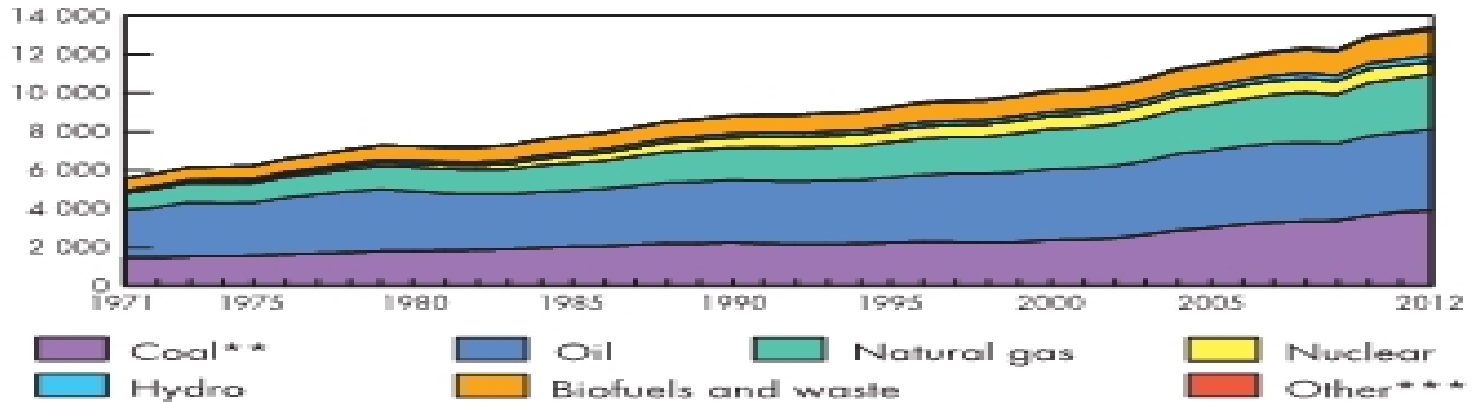 14 000
12 000
10 000
8 000
6 000
4 000
2 000
0
1971 1975 1980 1985 1990 1995 2000 2005 2012
Coal** Oil Natural gas Nuclear
Hydro Biofuels and waste Other***